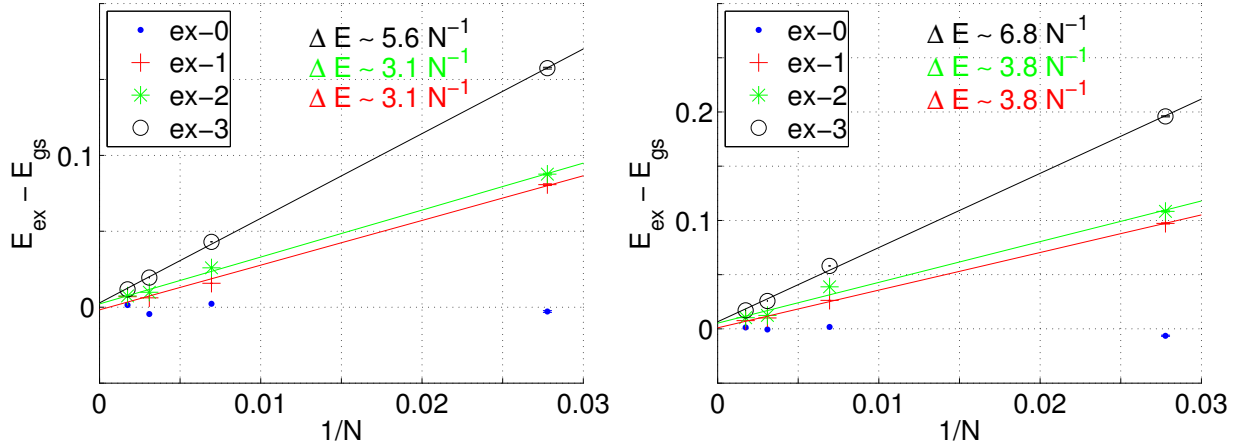 ex-0
ex-1
ex-2
ex-3
Δ E ~ 5.6 N⁻¹
Δ E ~ 3.1 N⁻¹
Δ E ~ 3.1 N⁻¹
0.1
0
E_ex − E_gs
0 0.01 0.02 0.03
1/N
ex-0
ex-1
ex-2
ex-3
Δ E ~ 6.8 N⁻¹
Δ E ~ 3.8 N⁻¹
Δ E ~ 3.8 N⁻¹
0.2
0.1
0
E_ex − E_gs
0 0.01 0.02 0.03
1/N